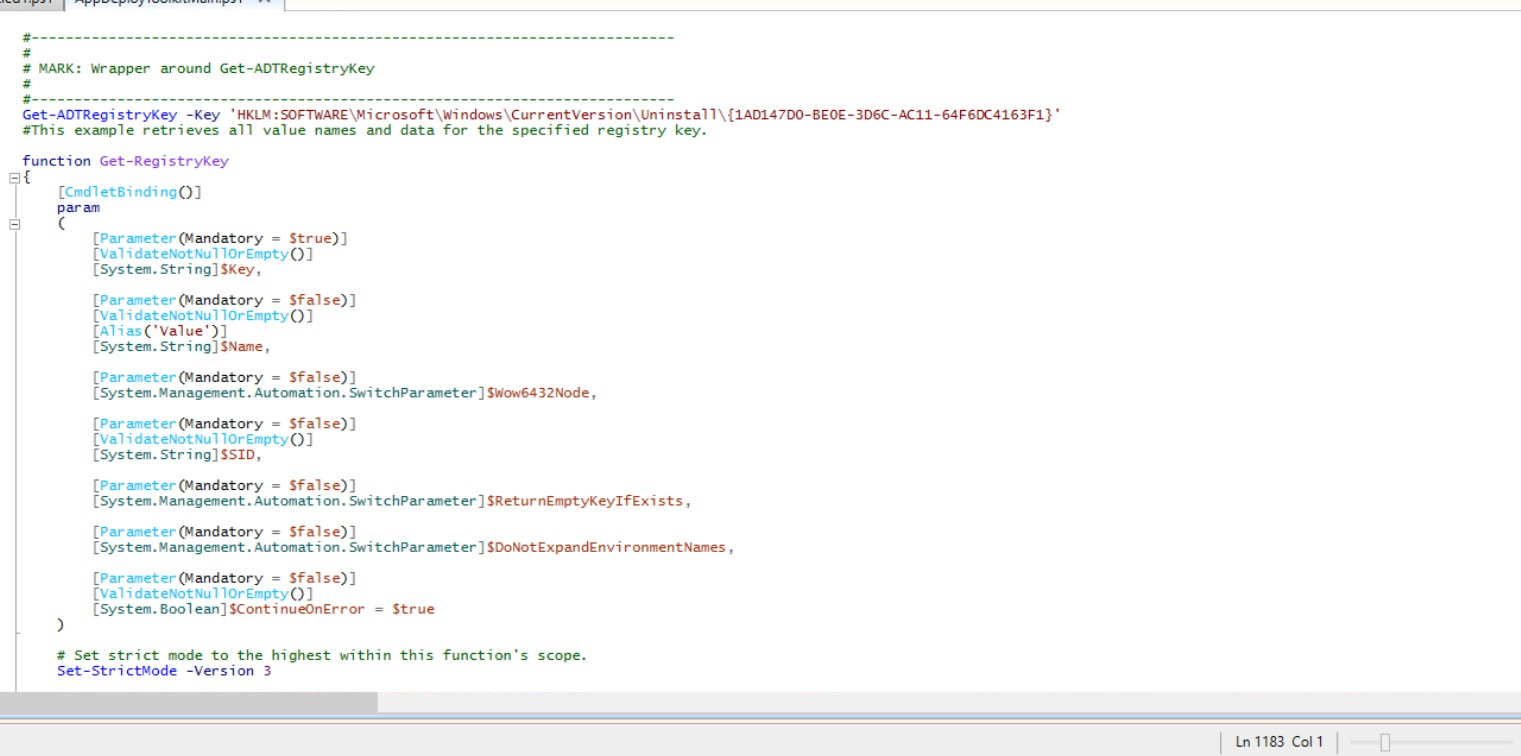 AppDeployToolkitMain.ps1
#---------------------------------------------------------------------------
#
# MARK: Wrapper around Get-ADTRegistryKey
#
#---------------------------------------------------------------------------
Get-ADTRegistryKey -Key 'HKLM:SOFTWARE\Microsoft\Windows\CurrentVersion\Uninstall\{1AD147D0-BE0E-3D6C-AC11-64F6DC4163F1}'
#This example retrieves all value names and data for the specified registry key.
function Get-RegistryKey
{
[CmdletBinding()]
param
(
[Parameter(Mandatory = $true)]
[ValidateNotNullOrEmpty()]
[System.String]$Key,
[Parameter(Mandatory = $false)]
[ValidateNotNullOrEmpty()]
[Alias('Value')]
[System.String]$Name,
[Parameter(Mandatory = $false)]
[System.Management.Automation.SwitchParameter]$Wow6432Node,
[Parameter(Mandatory = $false)]
[ValidateNotNullOrEmpty()]
[System.String]$SID,
[Parameter(Mandatory = $false)]
[System.Management.Automation.SwitchParameter]$ReturnEmptyKeyIfExists,
[Parameter(Mandatory = $false)]
[System.Management.Automation.SwitchParameter]$DoNotExpandEnvironmentNames,
[Parameter(Mandatory = $false)]
[ValidateNotNullOrEmpty()]
[System.Boolean]$ContinueOnError = $true
)
# Set strict mode to the highest within this function's scope.
Set-StrictMode -Version 3
Ln 1183 Col 1